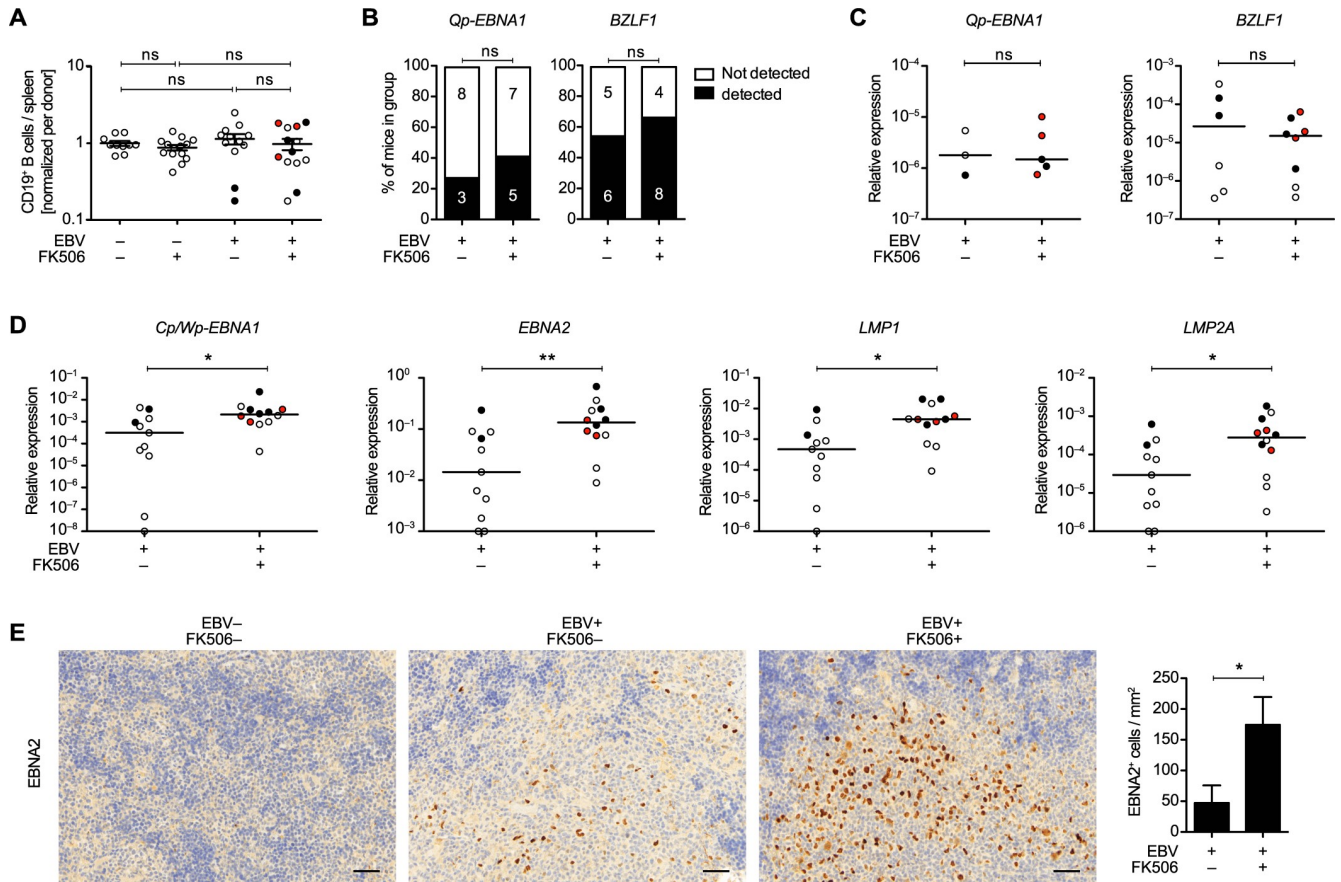 A
ns ns
ns ns
CD19⁺ B cells / spleen
[normalized per donor]
10
1
0.1
EBV – – + +
FK506 – + – +
B
Qp-EBNA1 BZLF1
ns ns
% of mice in group
100
80
60
40
20
0
8 7
3 5
100
80
60
40
20
0
5 4
6 8
Not detected
detected
EBV + + + +
FK506 – + – +
C
Qp-EBNA1 BZLF1
ns ns
Relative expression
10⁻⁴
10⁻⁵
10⁻⁶
10⁻⁷
Relative expression
10⁻³
10⁻⁴
10⁻⁵
10⁻⁶
10⁻⁷
EBV + + + +
FK506 – + – +
D
Cp/Wp-EBNA1 EBNA2 LMP1 LMP2A
* ** * *
Relative expression
10⁻¹
10⁻²
10⁻³
10⁻⁴
10⁻⁵
10⁻⁶
10⁻⁷
10⁻⁸
Relative expression
10⁰
10⁻¹
10⁻²
10⁻³
Relative expression
10⁻¹
10⁻²
10⁻³
10⁻⁴
10⁻⁵
10⁻⁶
Relative expression
10⁻²
10⁻³
10⁻⁴
10⁻⁵
10⁻⁶
EBV + + + + + + + +
FK506 – + – + – + – +
E
EBV– EBV+ EBV+
FK506– FK506– FK506+
EBNA2
*
EBNA2⁺ cells / mm²
250
200
150
100
50
0
EBV + +
FK506 – +